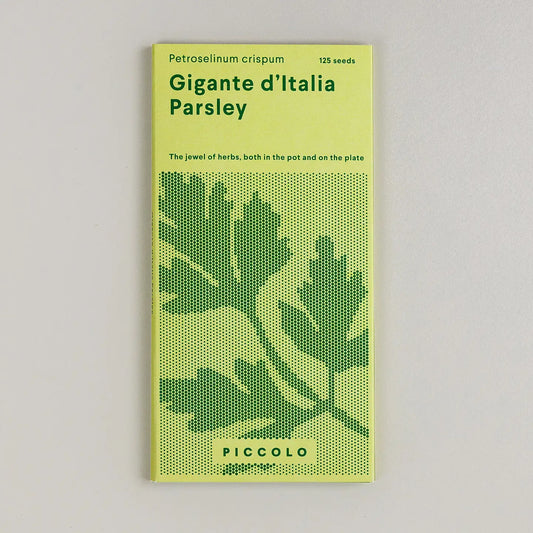 Petroselinum crispum 125 seeds
Gigante d’Italia
Parsley
The jewel of herbs, both in the pot and on the plate
PICCOLO